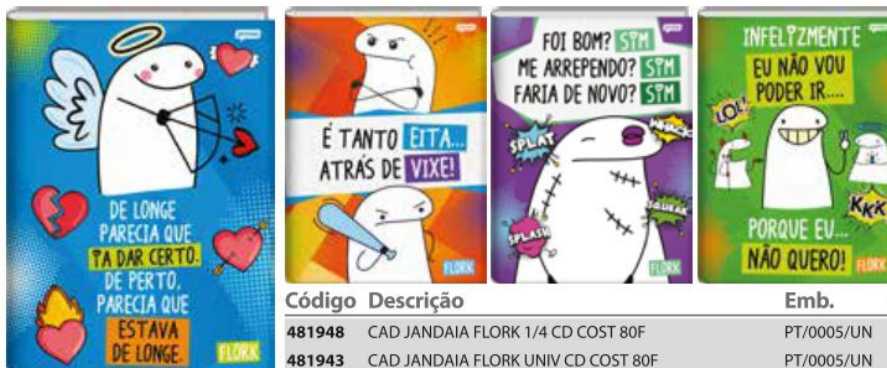 DE LONGE
PARECIA QUE
IA DAR CERTO.
DE PERTO,
PARECIA QUE
ESTAVA
DE LONGE.
FLORK
!!!
É TANTO EITA...
ATRÁS DE VIXE!
FLORK
FOI BOM? SIM
ME ARREPENDO? SIM
FARIA DE NOVO? SIM
SPLAT
WHACK
SQUEAK
SPLASH
FLORK
INFELIZMENTE
EU NÃO VOU
PODER IR....
LOL!
KKK
PORQUE EU...
NÃO QUERO!
FLORK
Código Descrição Emb.
481948 CAD JANDAIA FLORK 1/4 CD COST 80F PT/0005/UN
481943 CAD JANDAIA FLORK UNIV CD COST 80F PT/0005/UN